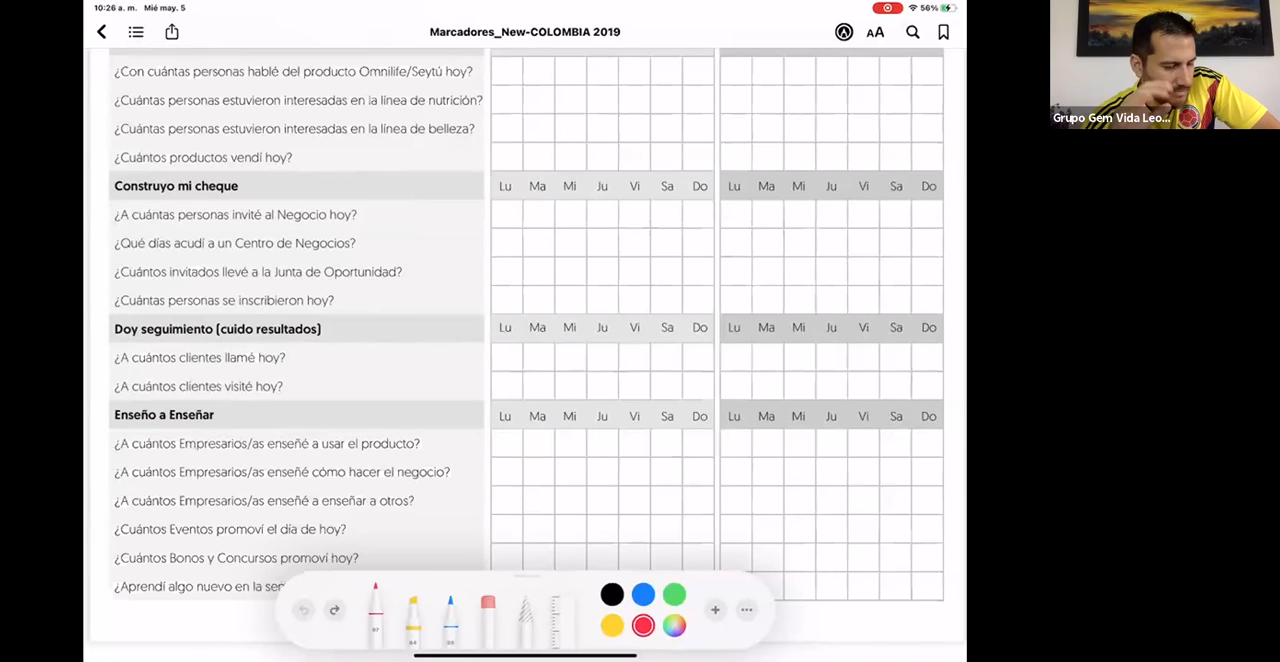 10:26 a. m. Mié may. 5
56%
Marcadores_New-COLOMBIA 2019
AA
¿Con cuántas personas hablé del producto Omnilife/Seytú hoy?
¿Cuántas personas estuvieron interesadas en la línea de nutrición?
¿Cuántas personas estuvieron interesadas en la línea de belleza?
¿Cuántos productos vendí hoy?
Construyo mi cheque Lu Ma Mi Ju Vi Sa Do Lu Ma Mi Ju Vi Sa Do
¿A cuántas personas invité al Negocio hoy?
¿Qué días acudí a un Centro de Negocios?
¿Cuántos invitados llevé a la Junta de Oportunidad?
¿Cuántas personas se inscribieron hoy?
Doy seguimiento (cuido resultados) Lu Ma Mi Ju Vi Sa Do Lu Ma Mi Ju Vi Sa Do
¿A cuántos clientes llamé hoy?
¿A cuántos clientes visité hoy?
Enseño a Enseñar Lu Ma Mi Ju Vi Sa Do Lu Ma Mi Ju Vi Sa Do
¿A cuántos Empresarios/as enseñé a usar el producto?
¿A cuántos Empresarios/as enseñé cómo hacer el negocio?
¿A cuántos Empresarios/as enseñé a enseñar a otros?
¿Cuántos Eventos promoví el día de hoy?
¿Cuántos Bonos y Concursos promoví hoy?
¿Aprendí algo nuevo en la
Grupo Gem Vida Leo...